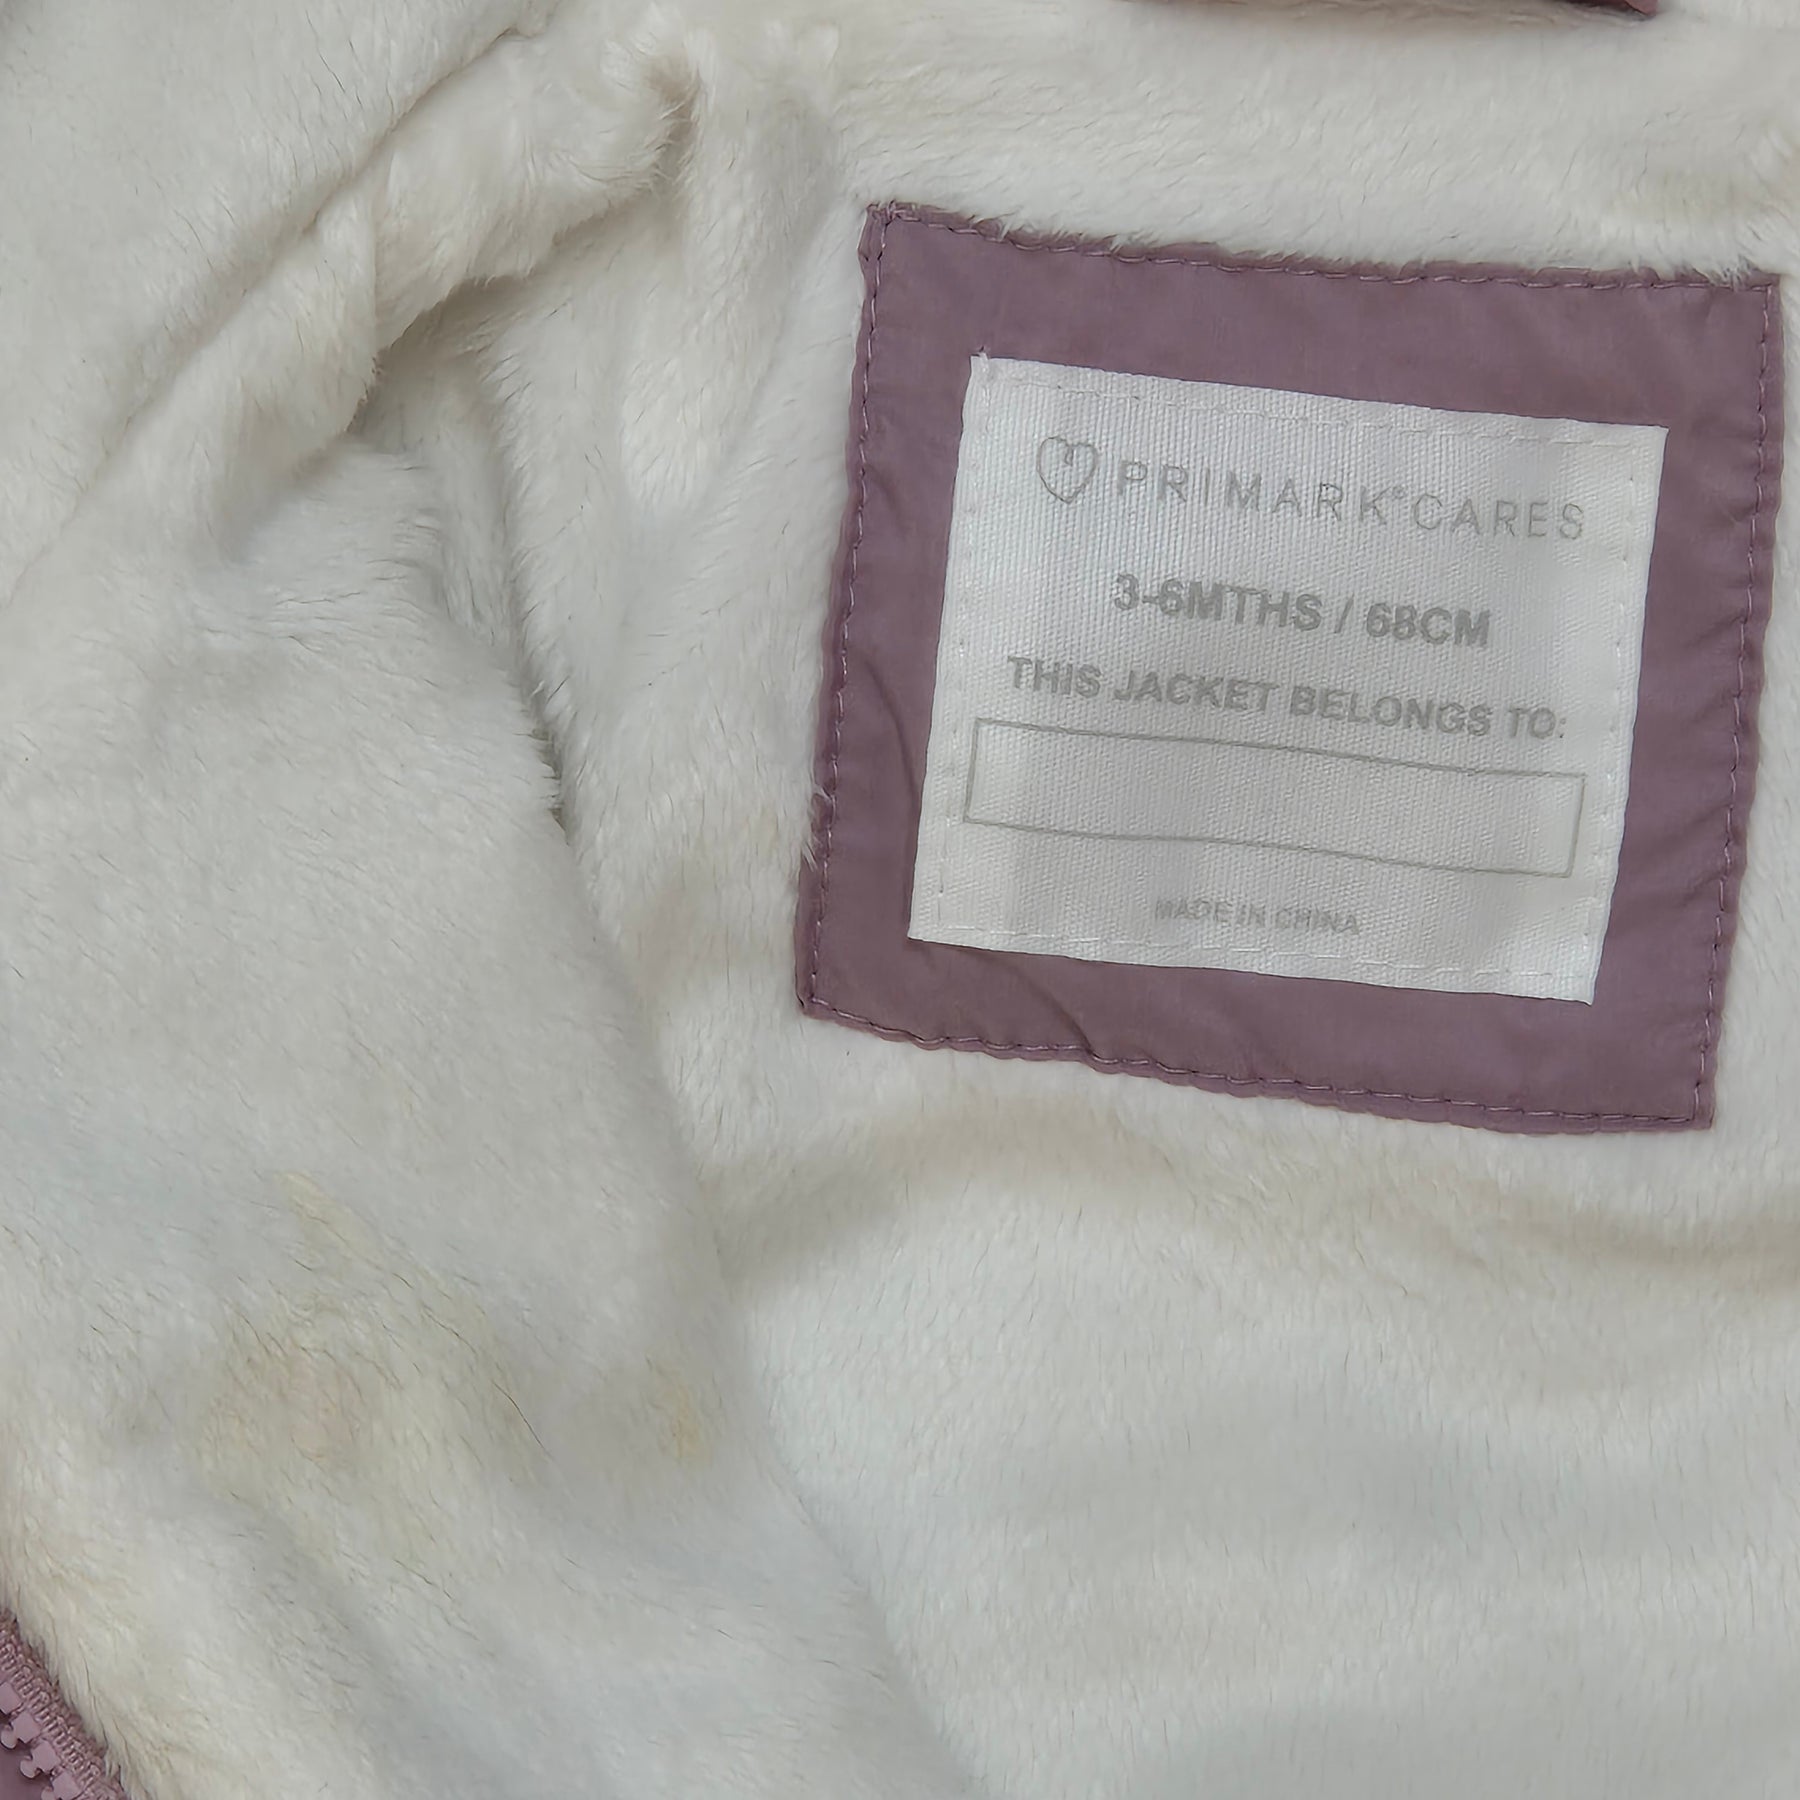 PRIMARK® CARES
3-6MTHS / 68CM
THIS JACKET BELONGS TO:
MADE IN CHINA